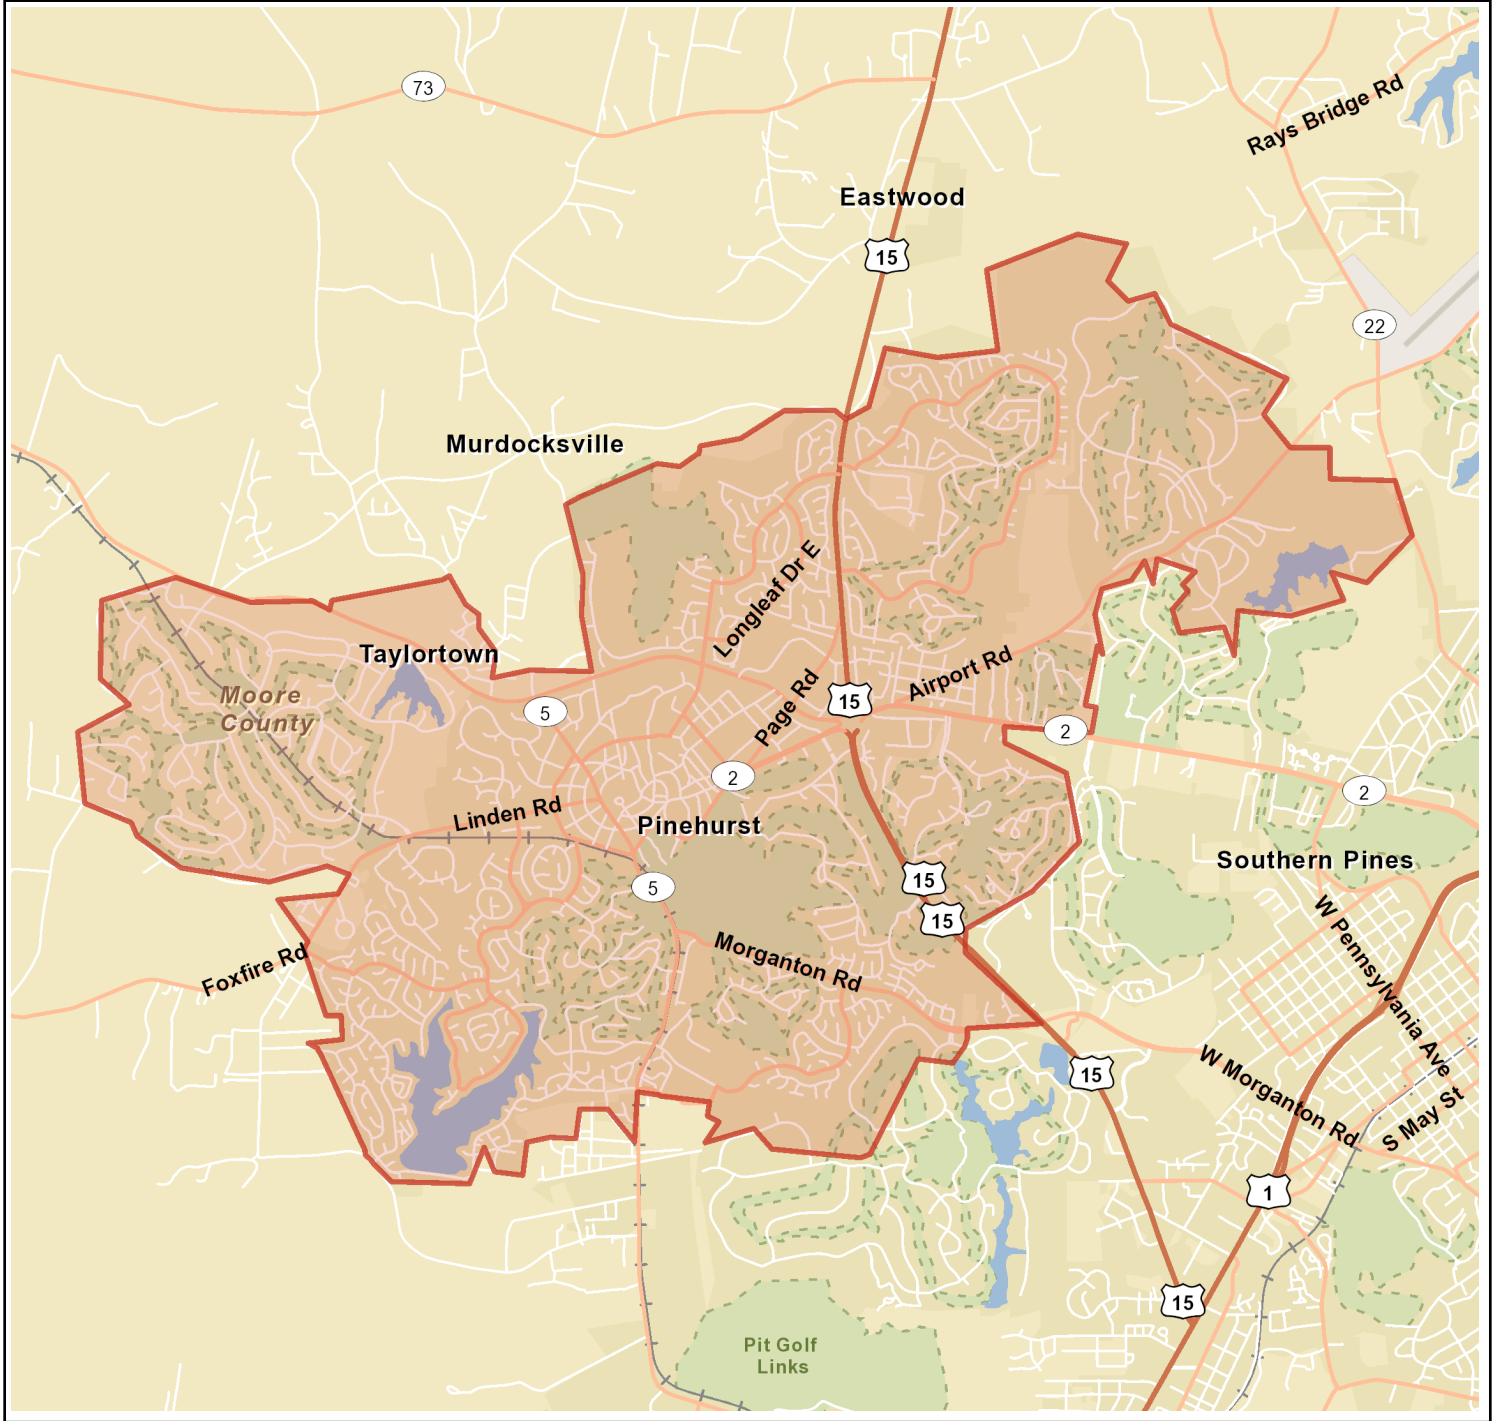 73
Rays Bridge Rd
Eastwood
15
22
Murdocksville
Longleaf Dr E
Taylortown
Moore
County
Airport Rd
Page Rd
15
5
2
2
2
Linden Rd
Pinehurst
Southern Pines
15
5
15
W Pennsylvania Ave
Morganton Rd
Foxfire Rd
15
W Morganton Rd
S May St
1
15
Pit Golf
Links